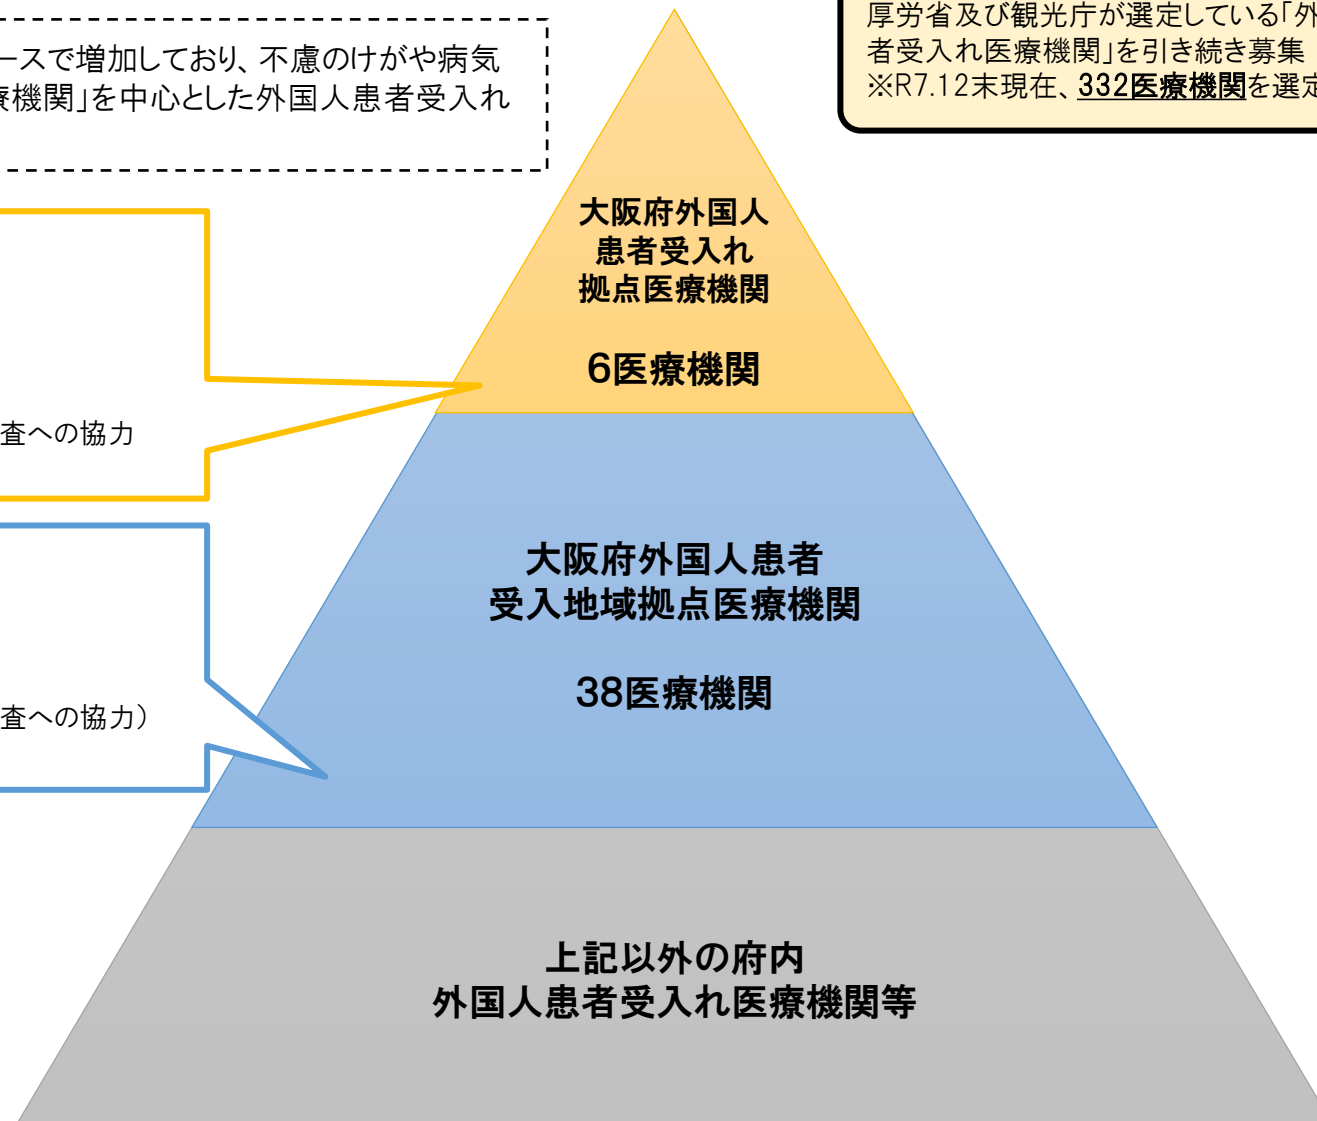 ースで増加しており、不慮のけがや病気
療機関」を中心とした外国人患者受入れ
厚労省及び観光庁が選定している「外
者受入れ医療機関」を引き続き募集
※R7.12末現在、332医療機関を選定
大阪府外国人
患者受入れ
拠点医療機関
6医療機関
査への協力
大阪府外国人患者
受入地域拠点医療機関
38医療機関
査への協力）
上記以外の府内
外国人患者受入れ医療機関等